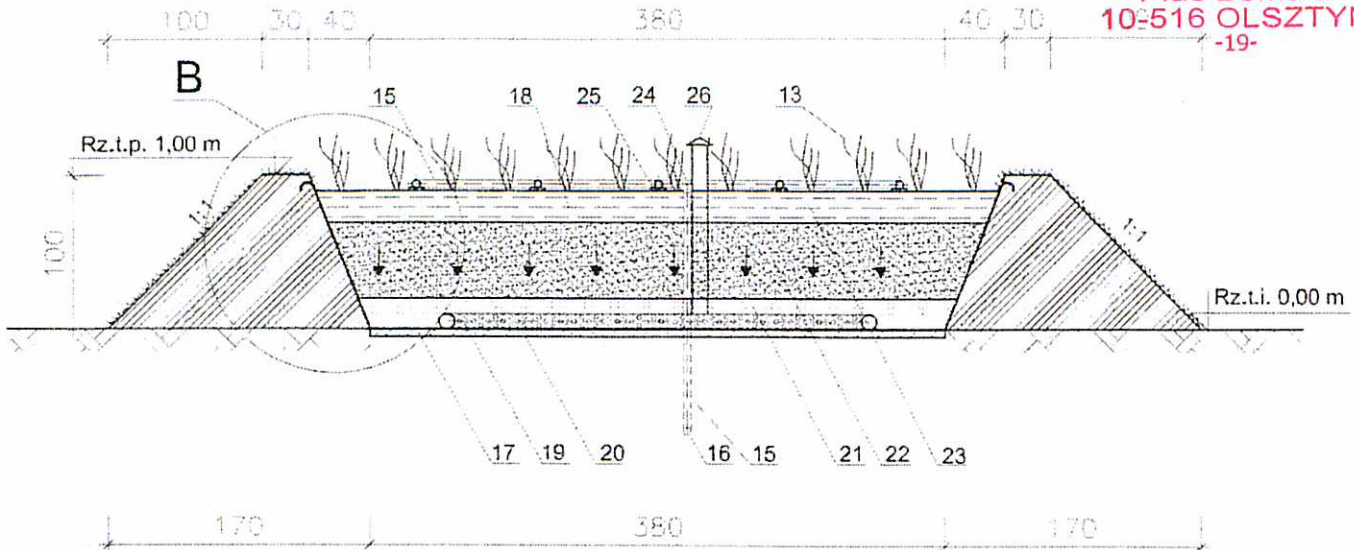 10-516 OLSZTYN
-19-
100 30 40 380 40 30
B
15 18 25 24 26 13
Rz.t.p. 1,00 m
1:1
100
1:1
Rz.t.i. 0,00 m
17 19 20 16 15 21 22 23
170 380 170